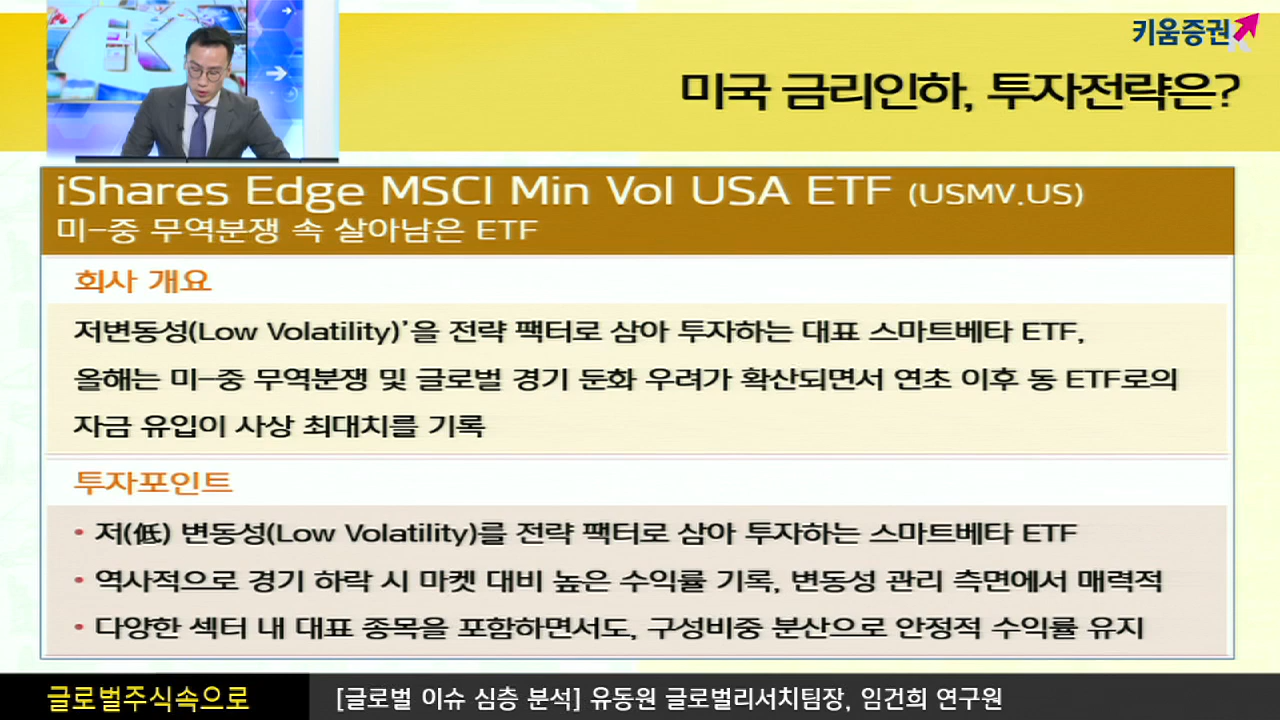 키움증권
미국 금리인하, 투자전략은?
iShares Edge MSCI Min Vol USA ETF (USMV.US)
미-중 무역분쟁 속 살아남은 ETF
회사 개요
저변동성(Low Volatility)’을 전략 팩터로 삼아 투자하는 대표 스마트베타 ETF,
올해는 미-중 무역분쟁 및 글로벌 경기 둔화 우려가 확산되면서 연초 이후 동 ETF로의
자금 유입이 사상 최대치를 기록
투자포인트
• 저(低) 변동성(Low Volatility)를 전략 팩터로 삼아 투자하는 스마트베타 ETF
• 역사적으로 경기 하락 시 마켓 대비 높은 수익률 기록, 변동성 관리 측면에서 매력적
• 다양한 섹터 내 대표 종목을 포함하면서도, 구성비중 분산으로 안정적 수익률 유지
글로벌주식속으로
[글로벌 이슈 심층 분석] 유동원 글로벌리서치팀장, 임건희 연구원